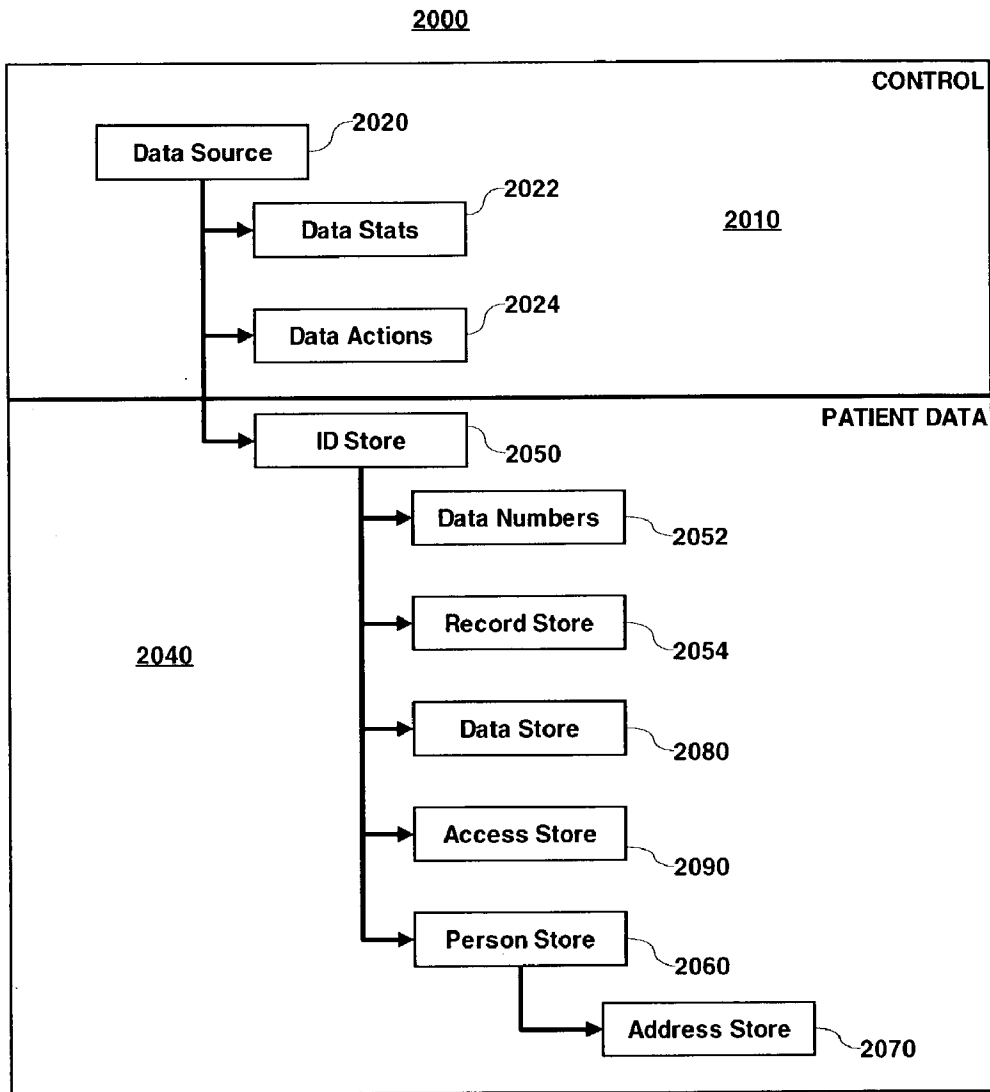 2000
CONTROL
2020
Data Source
2022
Data Stats
2010
2024
Data Actions
PATIENT DATA
ID Store
2050
Data Numbers
2052
Record Store
2054
2040
Data Store
2080
Access Store
2090
Person Store
2060
Address Store
2070